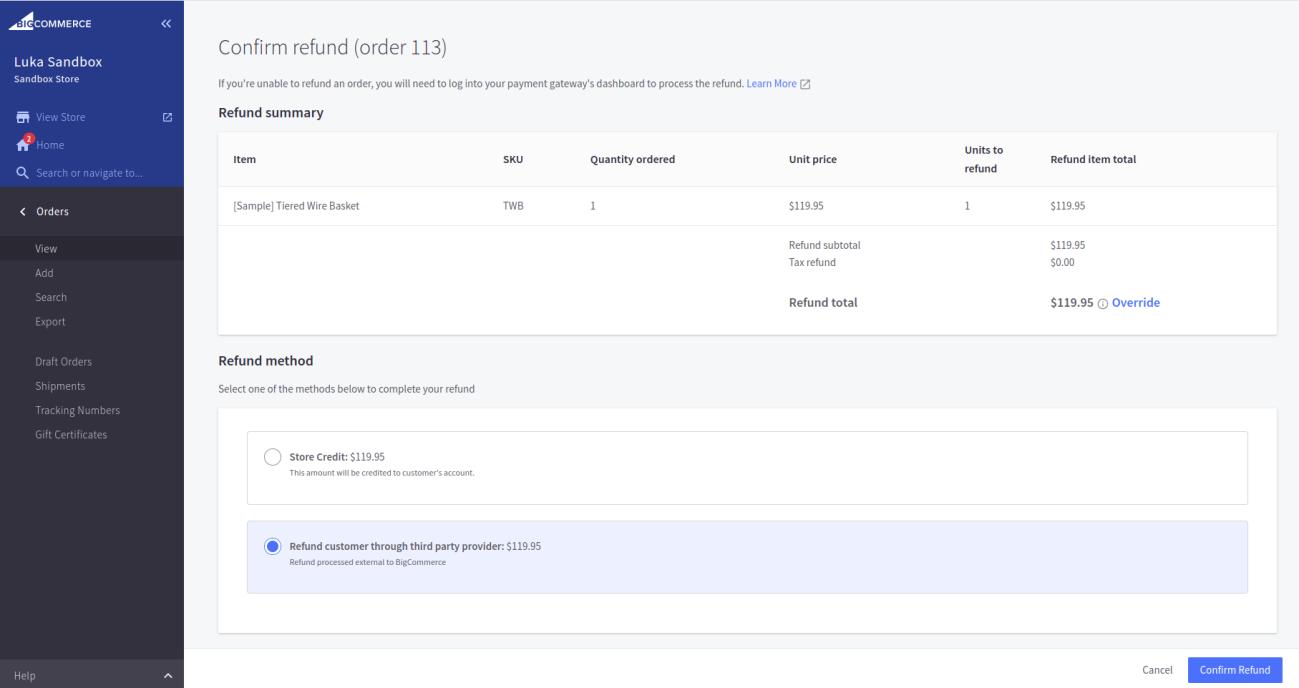 BIGCOMMERCE
Luka Sandbox
Sandbox Store
View Store
2
Home
Search or navigate to...
Orders
View
Add
Search
Export
Draft Orders
Shipments
Tracking Numbers
Gift Certificates
Help
Confirm refund (order 113)
If you're unable to refund an order, you will need to log into your payment gateway's dashboard to process the refund. Learn More
Refund summary
Item SKU Quantity ordered Unit price Units to refund Refund item total
[Sample] Tiered Wire Basket TWB 1 $119.95 1 $119.95
Refund subtotal $119.95
Tax refund $0.00
Refund total $119.95 Override
Refund method
Select one of the methods below to complete your refund
Store Credit: $119.95
This amount will be credited to customer's account.
Refund customer through third party provider: $119.95
Refund processed external to BigCommerce
Cancel Confirm Refund